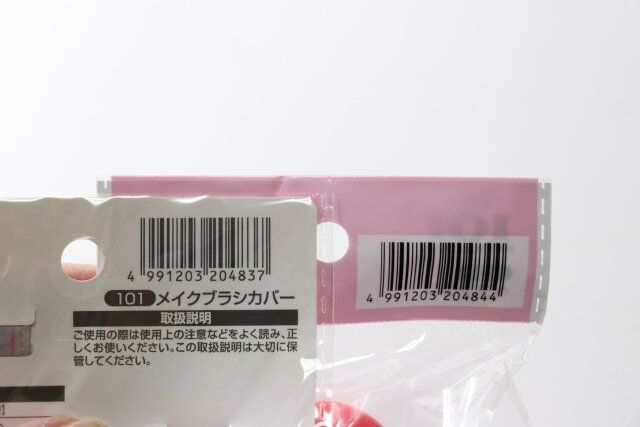 4 991203 204837
101 メイクブラシカバー
取扱説明
ご使用の際は使用上の注意などをよく読み、正
しくお使いください。この取扱説明は大切に保
管してください。
4 991203 204844